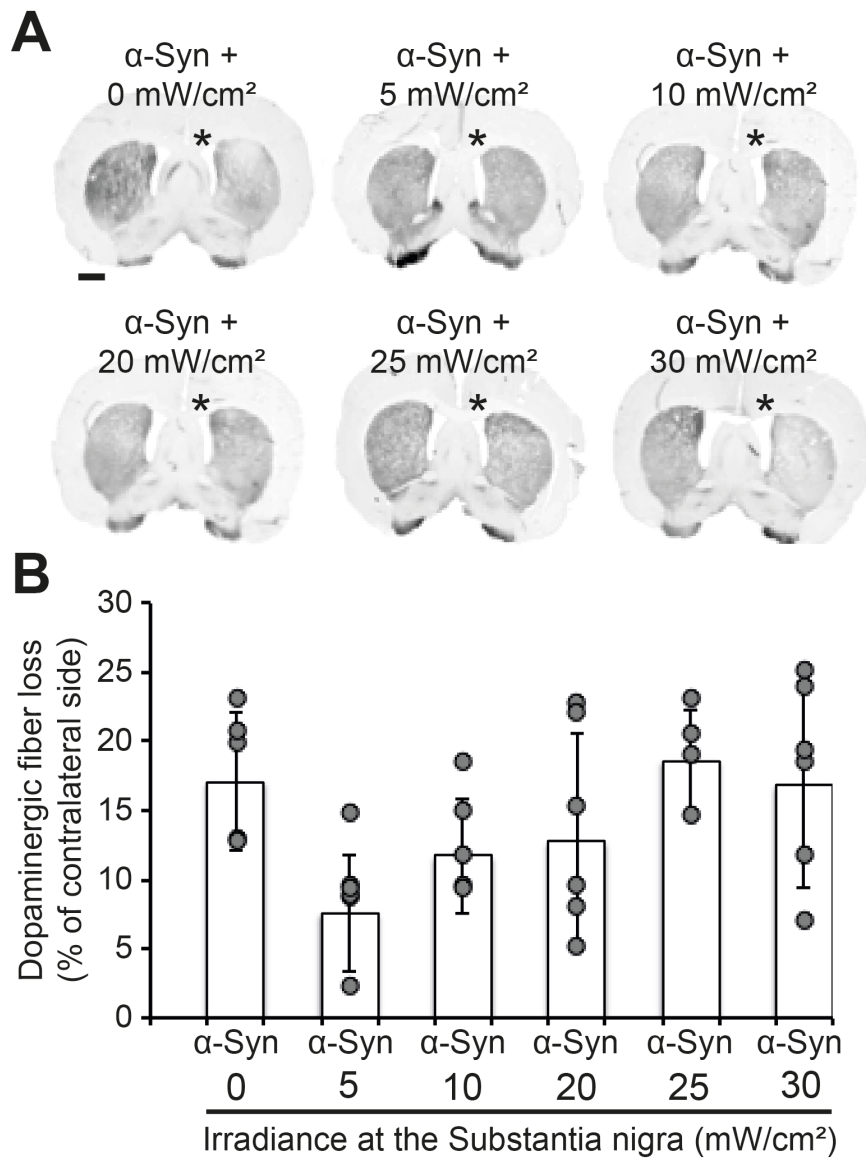 A
α-Syn +
0 mW/cm²
*
α-Syn +
5 mW/cm²
*
α-Syn +
10 mW/cm²
*
α-Syn +
20 mW/cm²
*
α-Syn +
25 mW/cm²
*
α-Syn +
30 mW/cm²
*
B
Dopaminergic fiber loss
(% of contralateral side)
30
25
20
15
10
5
0
α-Syn α-Syn α-Syn α-Syn α-Syn α-Syn
0 5 10 20 25 30
Irradiance at the Substantia nigra (mW/cm²)